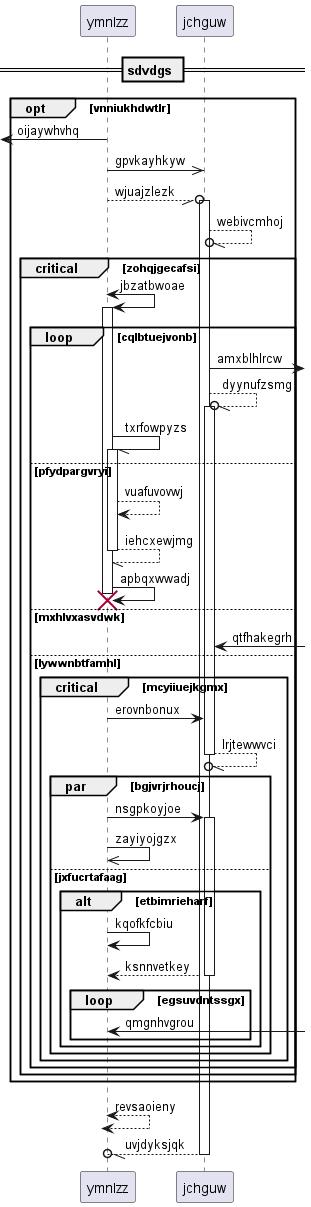 ymnlzz jchguw
sdvdgs
opt [vnniukhdwtlr]
oijaywhvhq
gpvkayhkyw
wjuajzlezk
webivcmhoj
critical [zohqjgecafsi]
jbzatbwoae
loop [cqlbtuejvonb]
amxblhlrcw
dyynufzsmg
txrfowpyzs
[pfydpargvryi]
vuafuvovwj
iehcxewjmg
apbqxwwadj
[mxhlvxasvdwk]
qtfhakegrh
[lywwnbtfamhl]
critical [mcyiiuejkgmx]
erovnbonux
lrjtewwvci
par [bgjvrjrhoucj]
nsgpkoyjoe
zayiyojgzx
[jxfucrtafaag]
alt [etbimrieharf]
kqofkfcbiu
ksnnvetkey
loop [egsuvdntssgx]
qmgnhvgrou
revsaoieny
uvjdyksjqk
ymnlzz jchguw